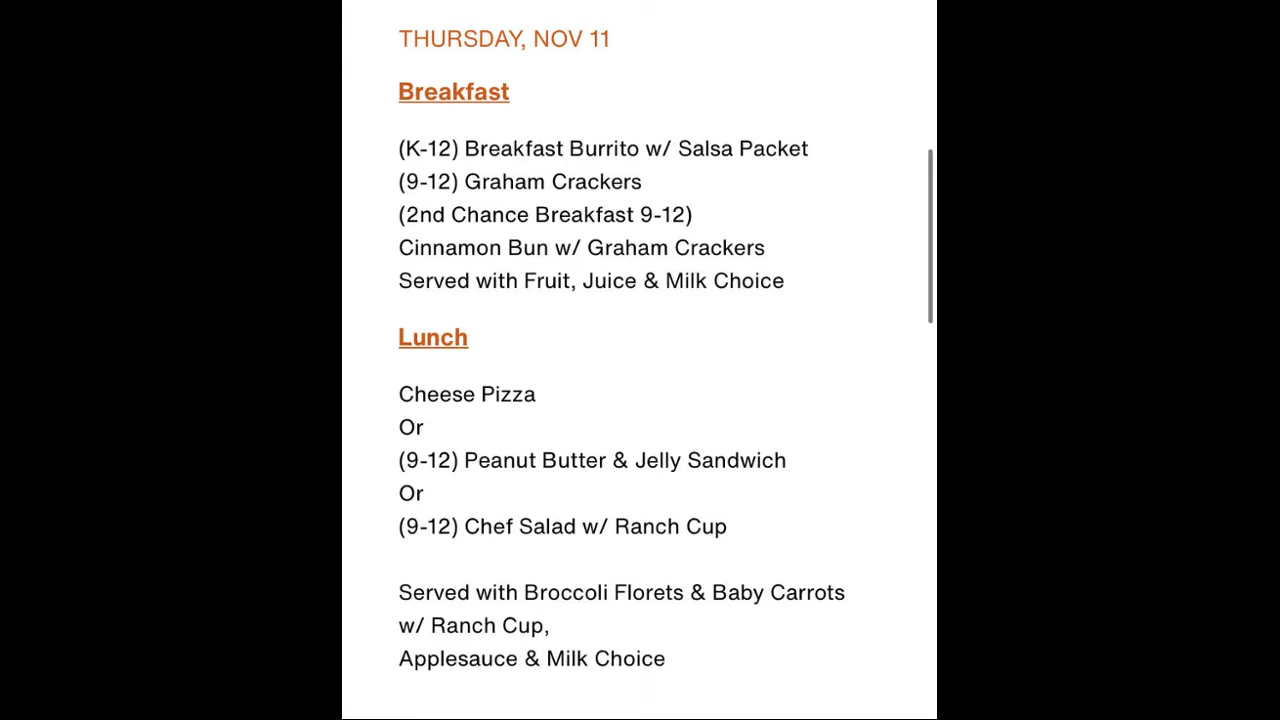 THURSDAY, NOV 11
Breakfast
(K-12) Breakfast Burrito w/ Salsa Packet
(9-12) Graham Crackers
(2nd Chance Breakfast 9-12)
Cinnamon Bun w/ Graham Crackers
Served with Fruit, Juice & Milk Choice
Lunch
Cheese Pizza
Or
(9-12) Peanut Butter & Jelly Sandwich
Or
(9-12) Chef Salad w/ Ranch Cup
Served with Broccoli Florets & Baby Carrots
w/ Ranch Cup,
Applesauce & Milk Choice